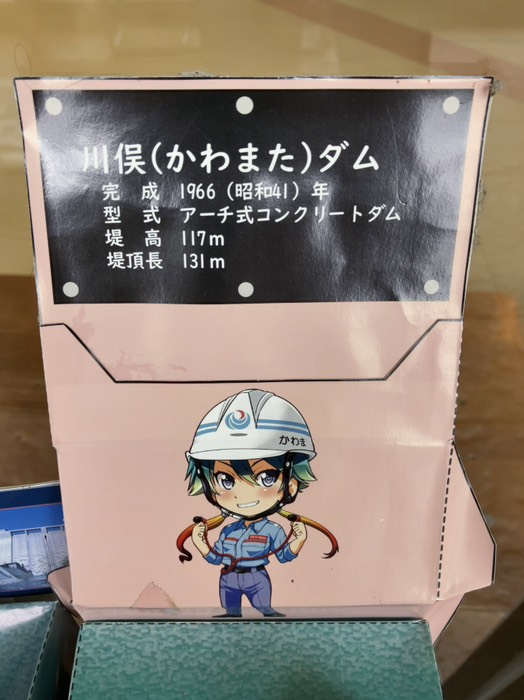 川俣(かわまた)ダム
完 成 1966（昭和41）年
型 式 アーチ式コンクリートダム
堤 高 117m
堤頂長 131m
かわま